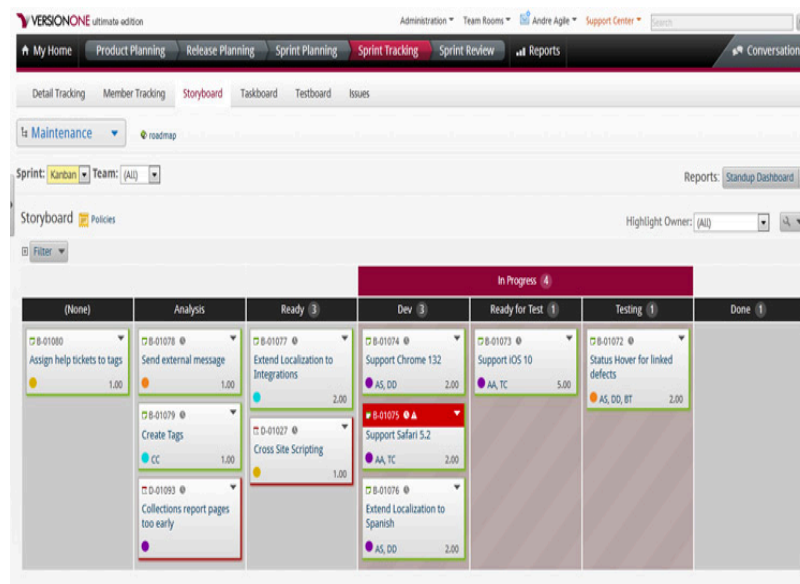 VERSIONONE ultimate edition
Administration Team Rooms Andre Agile Support Center Search
My Home Product Planning Release Planning Sprint Planning Sprint Tracking Sprint Review Reports Conversation
Detail Tracking Member Tracking Storyboard Taskboard Testboard Issues
Maintenance roadmap
Sprint: Kanban Team: (All)
Reports: Standup Dashboard
Storyboard Policies
Highlight Owner: (All)
Filter
In Progress 4
(None) Analysis Ready 3 Dev 3 Ready for Test 1 Testing 1 Done 1
B-01080
Assign help tickets to tags
1.00
B-01078
Send external message
1.00
B-01079
Create Tags
CC 1.00
D-01093
Collections report pages
too early
B-01077
Extend Localization to
Integrations
2.00
D-01027
Cross Site Scripting
1.00
B-01074
Support Chrome 132
AS, DD 2.00
B-01075
Support Safari 5.2
AA, TC 2.00
B-01076
Extend Localization to
Spanish
AS, DD 2.00
B-01073
Support iOS 10
AA, TC 5.00
B-01072
Status Hover for linked
defects
AS, DD, BT 2.00